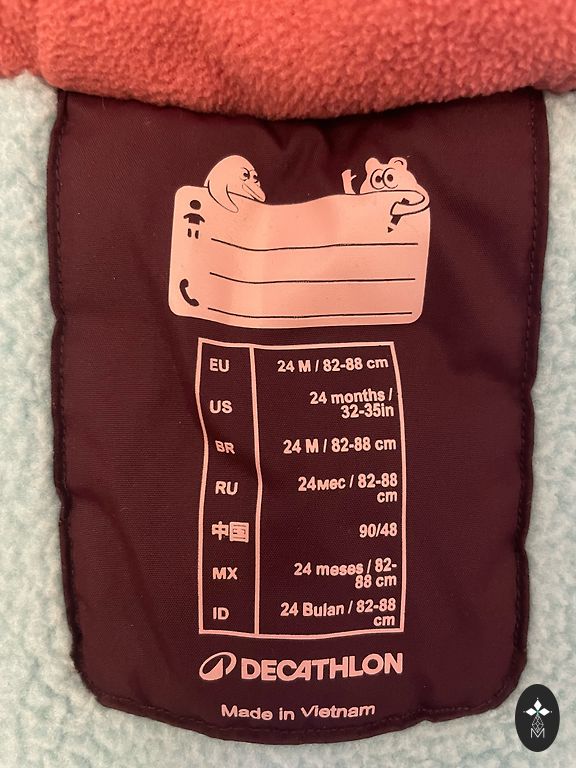 EU 24 M / 82-88 cm
US 24 months /
32-35in
BR 24 M / 82-88 cm
RU 24мес / 82-88
cm
中国 90/48
MX 24 meses / 82-
88 cm
ID 24 Bulan / 82-88
cm
DECATHLON
Made in Vietnam
M